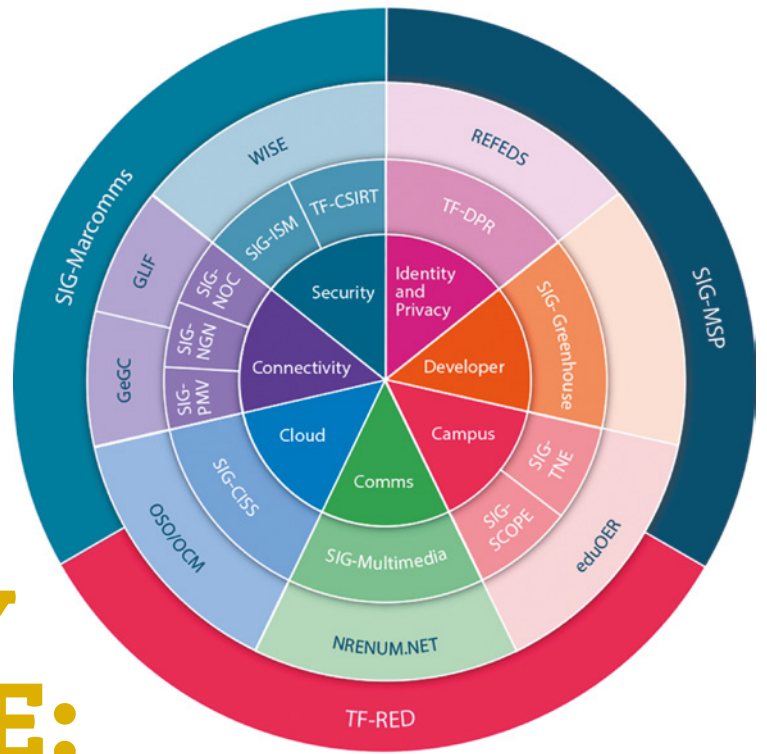 SIG-Marcomms
SIG-MSP
TF-RED
WISE
REFEDS
GLIF
GeGC
OSO/OCM
NRENUM.NET
eduOER
SIG-ISM
TF-CSIRT
TF-DPR
SIG- Greenhouse
SIG-
TNE
SIG-
SCOPE
SIG-Multimedia
SIG-CISS
SIG-
PMV
SIG-
NGN
SIG-
NOC
Security
Identity
and
Privacy
Developer
Campus
Comms
Cloud
Connectivity
E: